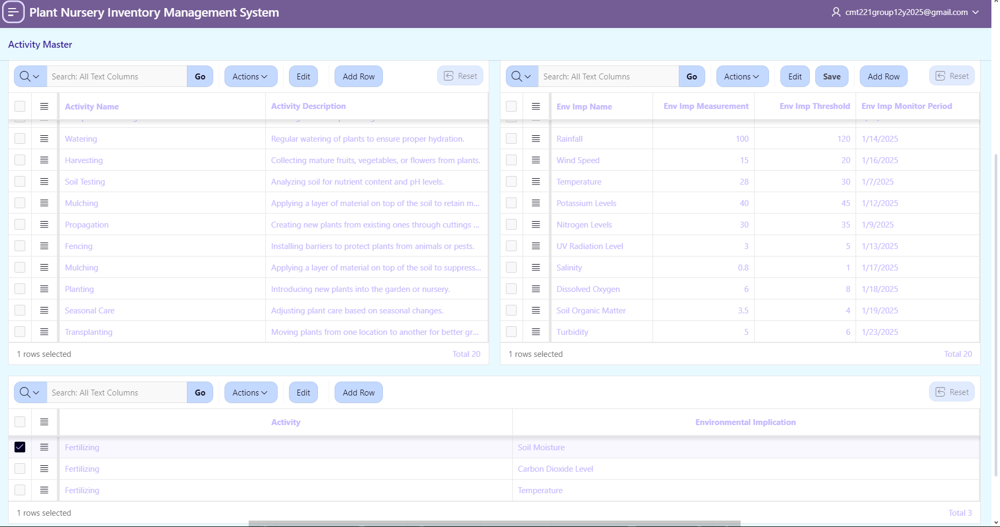 Plant Nursery Inventory Management System
cmt221group12y2025@gmail.com
Activity Master
Search: All Text Columns Go Actions Edit Add Row Reset
Activity Name Activity Description
Watering Regular watering of plants to ensure proper hydration.
Harvesting Collecting mature fruits, vegetables, or flowers from plants.
Soil Testing Analyzing soil for nutrient content and pH levels.
Mulching Applying a layer of material on top of the soil to retain m...
Propagation Creating new plants from existing ones through cuttings ...
Fencing Installing barriers to protect plants from animals or pests.
Mulching Applying a layer of material on top of the soil to suppress...
Planting Introducing new plants into the garden or nursery.
Seasonal Care Adjusting plant care based on seasonal changes.
Transplanting Moving plants from one location to another for better gr...
1 rows selected Total 20
Search: All Text Columns Go Actions Edit Save Add Row Reset
Env Imp Name Env Imp Measurement Env Imp Threshold Env Imp Monitor Period
Rainfall 100 120 1/14/2025
Wind Speed 15 20 1/16/2025
Temperature 28 30 1/7/2025
Potassium Levels 40 45 1/12/2025
Nitrogen Levels 30 35 1/9/2025
UV Radiation Level 3 5 1/13/2025
Salinity 0.8 1 1/17/2025
Dissolved Oxygen 6 8 1/18/2025
Soil Organic Matter 3.5 4 1/19/2025
Turbidity 5 6 1/23/2025
1 rows selected Total 20
Search: All Text Columns Go Actions Edit Add Row Reset
Activity Environmental Implication
Fertilizing Soil Moisture
Fertilizing Carbon Dioxide Level
Fertilizing Temperature
1 rows selected Total 3